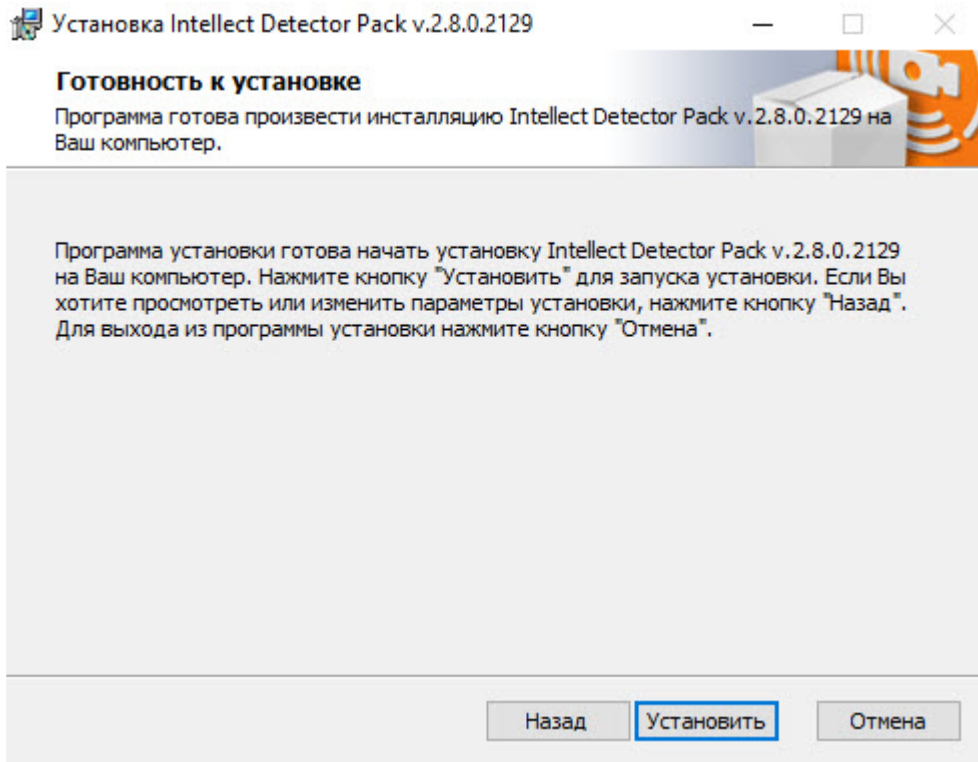 Установка Intellect Detector Pack v.2.8.0.2129
Готовность к установке
Программа готова произвести инсталляцию Intellect Detector Pack v.2.8.0.2129 на
Ваш компьютер.
Программа установки готова начать установку Intellect Detector Pack v.2.8.0.2129
на Ваш компьютер. Нажмите кнопку "Установить" для запуска установки. Если Вы
хотите просмотреть или изменить параметры установки, нажмите кнопку "Назад".
Для выхода из программы установки нажмите кнопку "Отмена".
Назад Установить Отмена